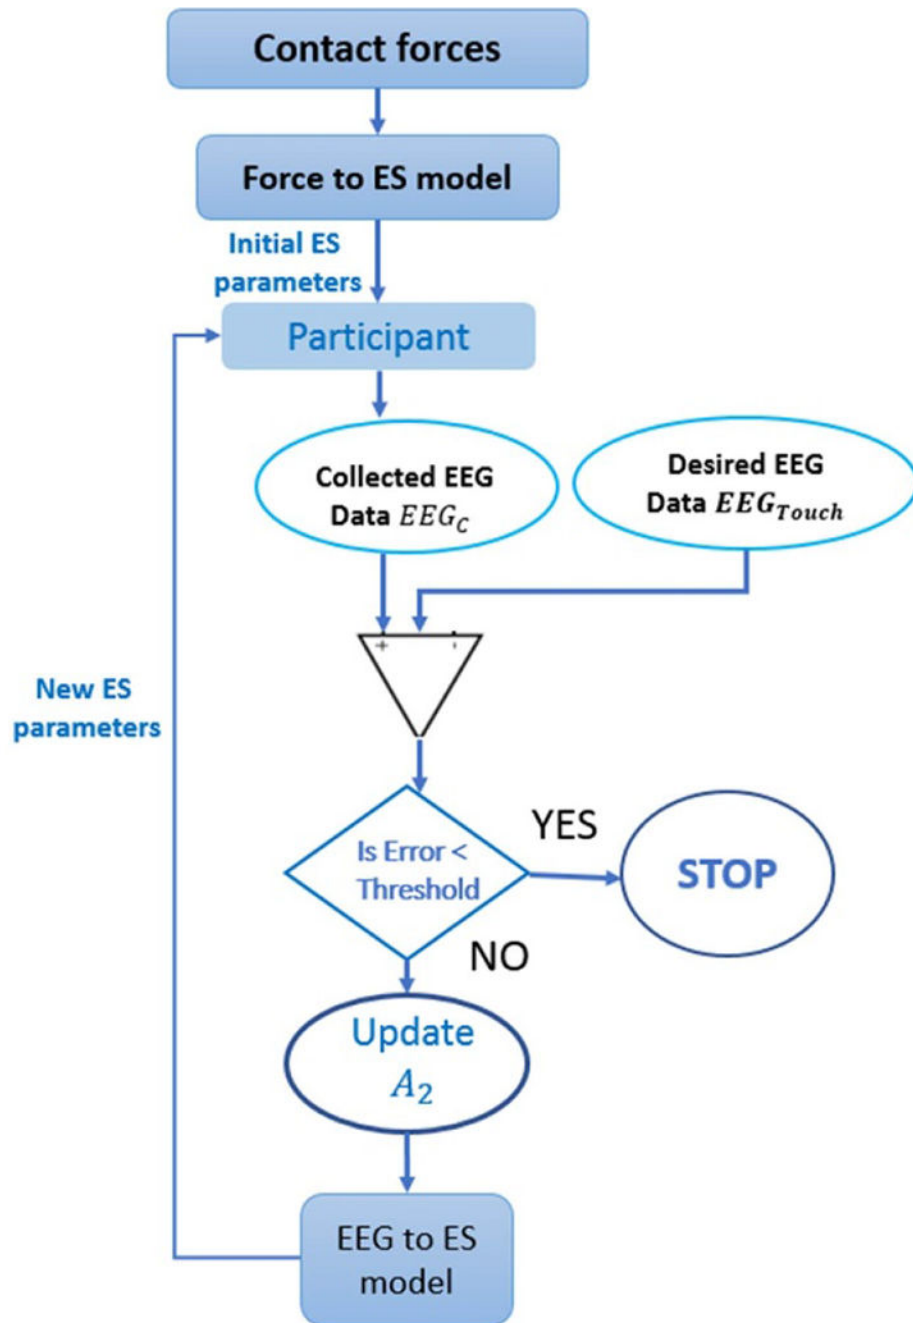 Contact forces
Force to ES model
Initial ES
parameters
Participant
Collected EEG
Data EEG_C
Desired EEG
Data EEG_Touch
+ -
New ES
parameters
Is Error <
Threshold
YES
STOP
NO
Update
A_2
EEG to ES
model